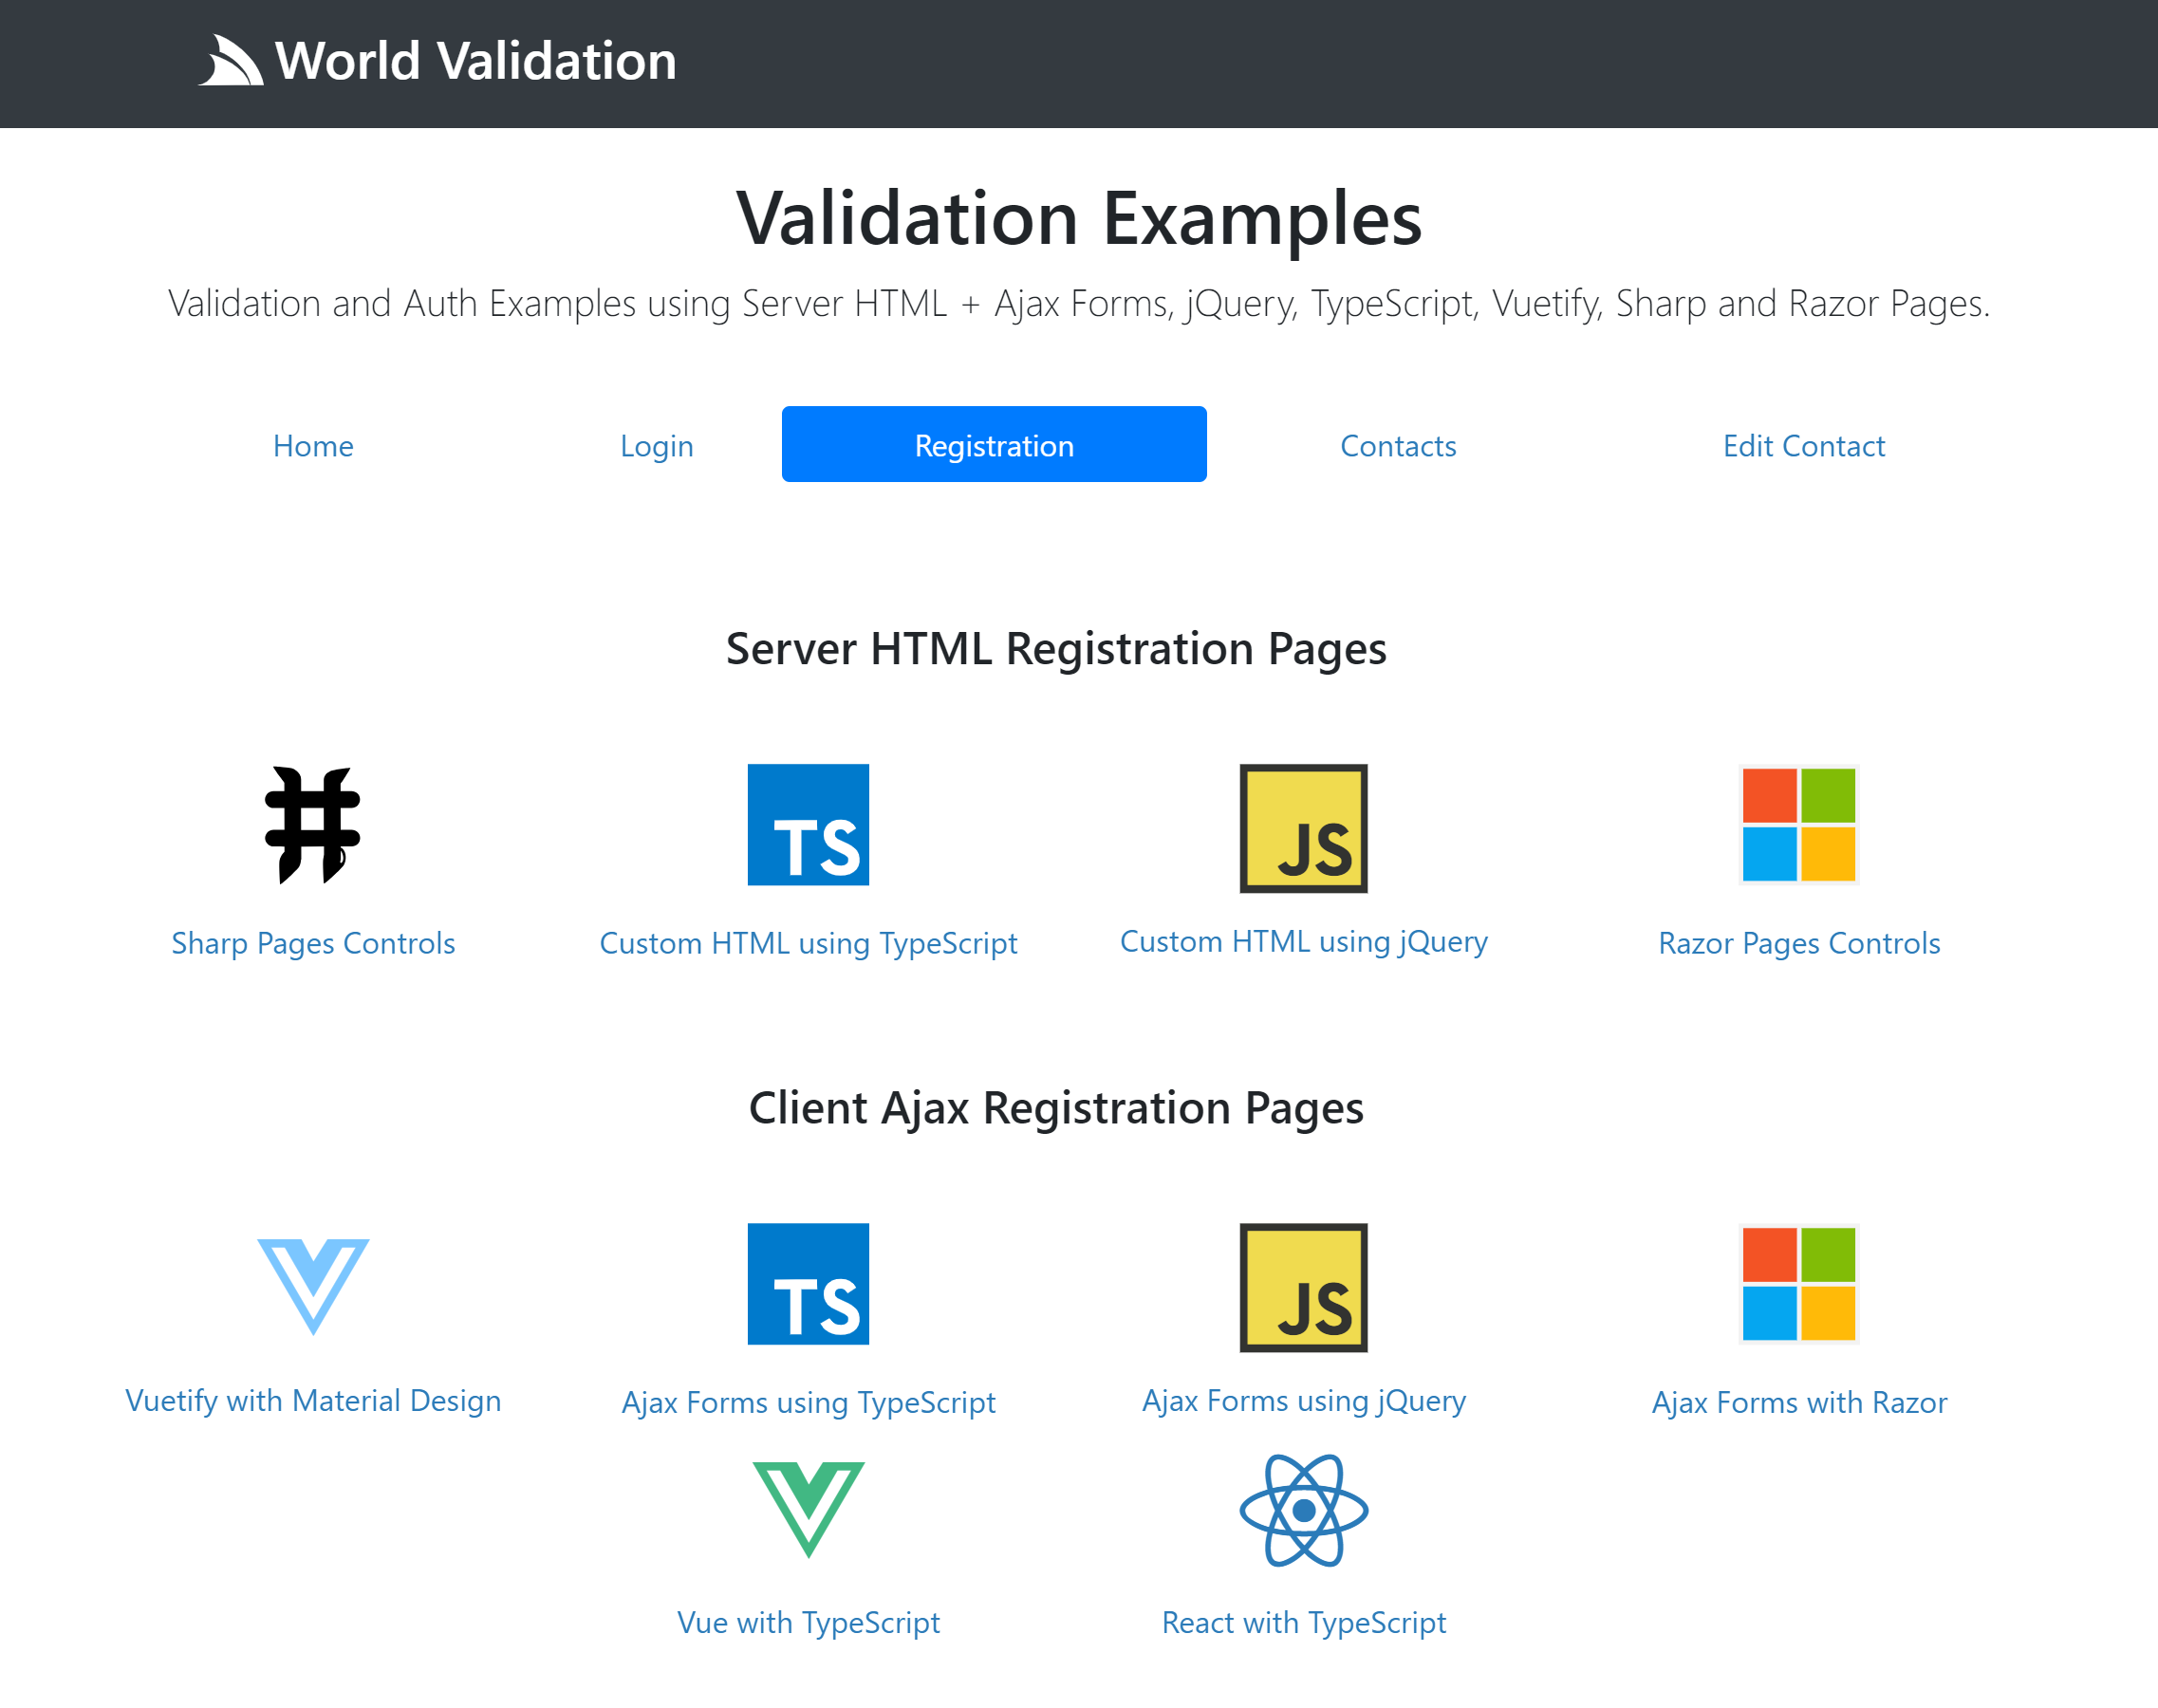 World Validation
Validation Examples
Validation and Auth Examples using Server HTML + Ajax Forms, jQuery, TypeScript, Vuetify, Sharp and Razor Pages.
Home Login Registration Contacts Edit Contact
Server HTML Registration Pages
TS JS
Sharp Pages Controls Custom HTML using TypeScript Custom HTML using jQuery Razor Pages Controls
Client Ajax Registration Pages
TS JS
Vuetify with Material Design Ajax Forms using TypeScript Ajax Forms using jQuery Ajax Forms with Razor
Vue with TypeScript React with TypeScript